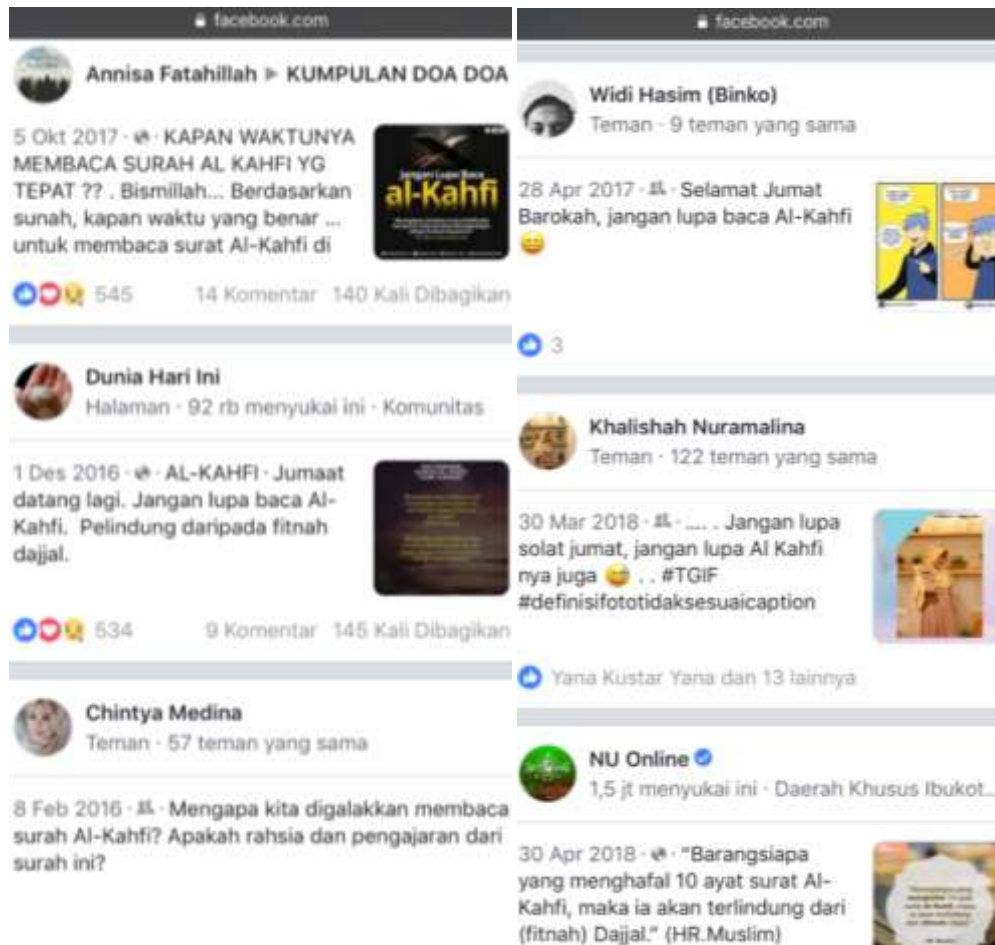 facebook.com
Annisa Fatahillah ▸ KUMPULAN DOA DOA
5 Okt 2017 · KAPAN WAKTUNYA
MEMBACA SURAH AL KAHFI YG
TEPAT ?? . Bismillah... Berdasarkan
sunah, kapan waktu yang benar ...
untuk membaca surat Al-Kahfi di
Jangan Lupa Baca
al-Kahfi
545 14 Komentar 140 Kali Dibagikan
Dunia Hari Ini
Halaman · 92 rb menyukai ini · Komunitas
1 Des 2016 · AL-KAHFI · Jumaat
datang lagi. Jangan lupa baca Al-
Kahfi. Pelindung daripada fitnah
dajjal.
534 9 Komentar 145 Kali Dibagikan
Chintya Medina
Teman · 57 teman yang sama
8 Feb 2016 · Mengapa kita digalakkan membaca
surah Al-Kahfi? Apakah rahsia dan pengajaran dari
surah ini?
facebook.com
Widi Hasim (Binko)
Teman · 9 teman yang sama
28 Apr 2017 · Selamat Jumat
Barokah, jangan lupa baca Al-Kahfi
😄
3
Khalishah Nuramalina
Teman · 122 teman yang sama
30 Mar 2018 · .... . Jangan lupa
solat jumat, jangan lupa Al Kahfi
nya juga 😅 . . #TGIF
#definisifototidaksesuaicaption
Yana Kustar Yana dan 13 lainnya
NU Online
1,5 jt menyukai ini · Daerah Khusus Ibukot...
30 Apr 2018 · "Barangsiapa
yang menghafal 10 ayat surat Al-
Kahfi, maka ia akan terlindung dari
(fitnah) Dajjal." (HR.Muslim)